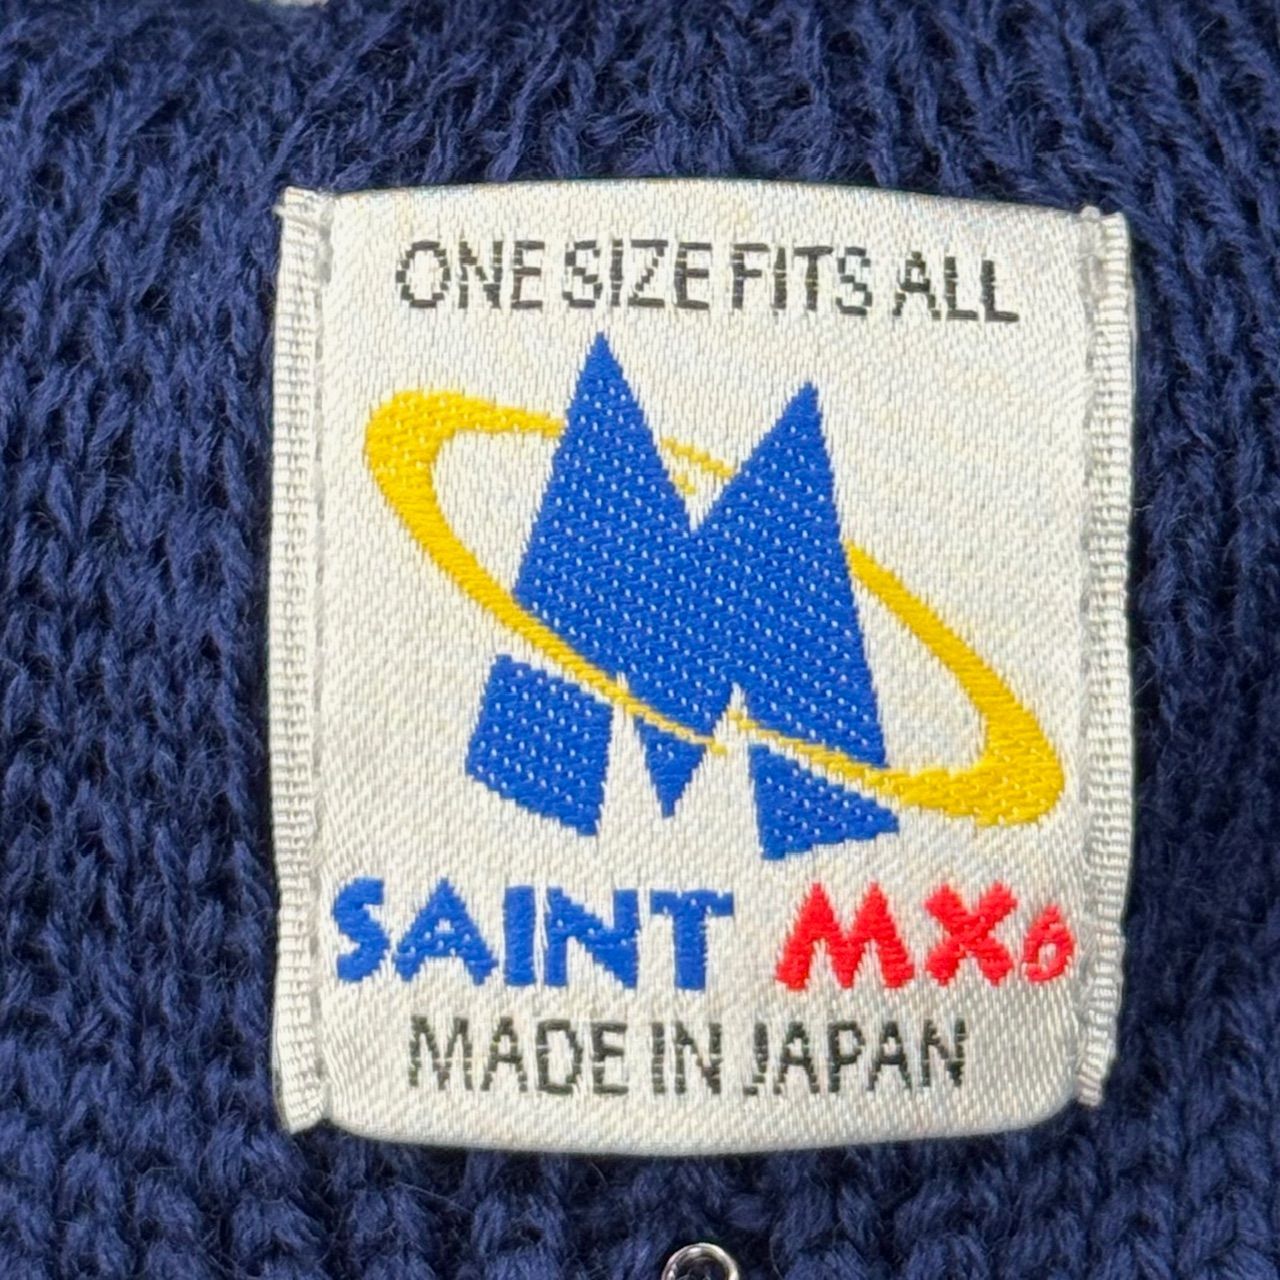 ONE SIZE FITS ALL
M
SAINT MX6
MADE IN JAPAN